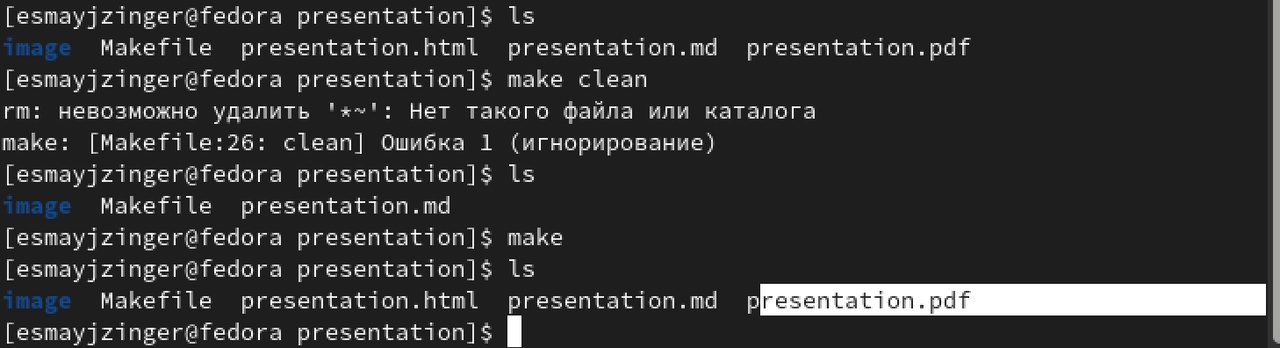 [esmayjzinger@fedora presentation]$ ls
image  Makefile  presentation.html  presentation.md  presentation.pdf
[esmayjzinger@fedora presentation]$ make clean
rm: невозможно удалить '*~': Нет такого файла или каталога
make: [Makefile:26: clean] Ошибка 1 (игнорирование)
[esmayjzinger@fedora presentation]$ ls
image  Makefile  presentation.md
[esmayjzinger@fedora presentation]$ make
[esmayjzinger@fedora presentation]$ ls
image  Makefile  presentation.html  presentation.md  presentation.pdf
[esmayjzinger@fedora presentation]$